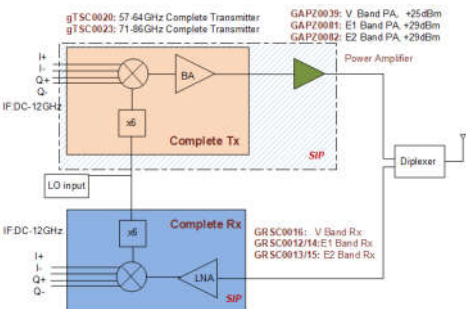 gTSC0020: 57-64GHz Complete Transmitter
gTSC0023: 71-86GHz Complete Transmitter
GAPZ0039: V Band PA, +25dBm
GAPZ0081: E1 Band PA, +29dBm
GAPZ0082: E2 Band PA, +29dBm
Power Amplifier
I+
I-
Q+
Q-
IF:DC-12GHz
BA
x6
Complete Tx
SiP
Diplexer
LO input
IF:DC-12GHz
x6
Complete Rx
GRSC0016: V Band Rx
GRSC0012/14:E1 Band Rx
GRSC0013/15: E2 Band Rx
I+
I-
Q+
Q-
LNA
SiP